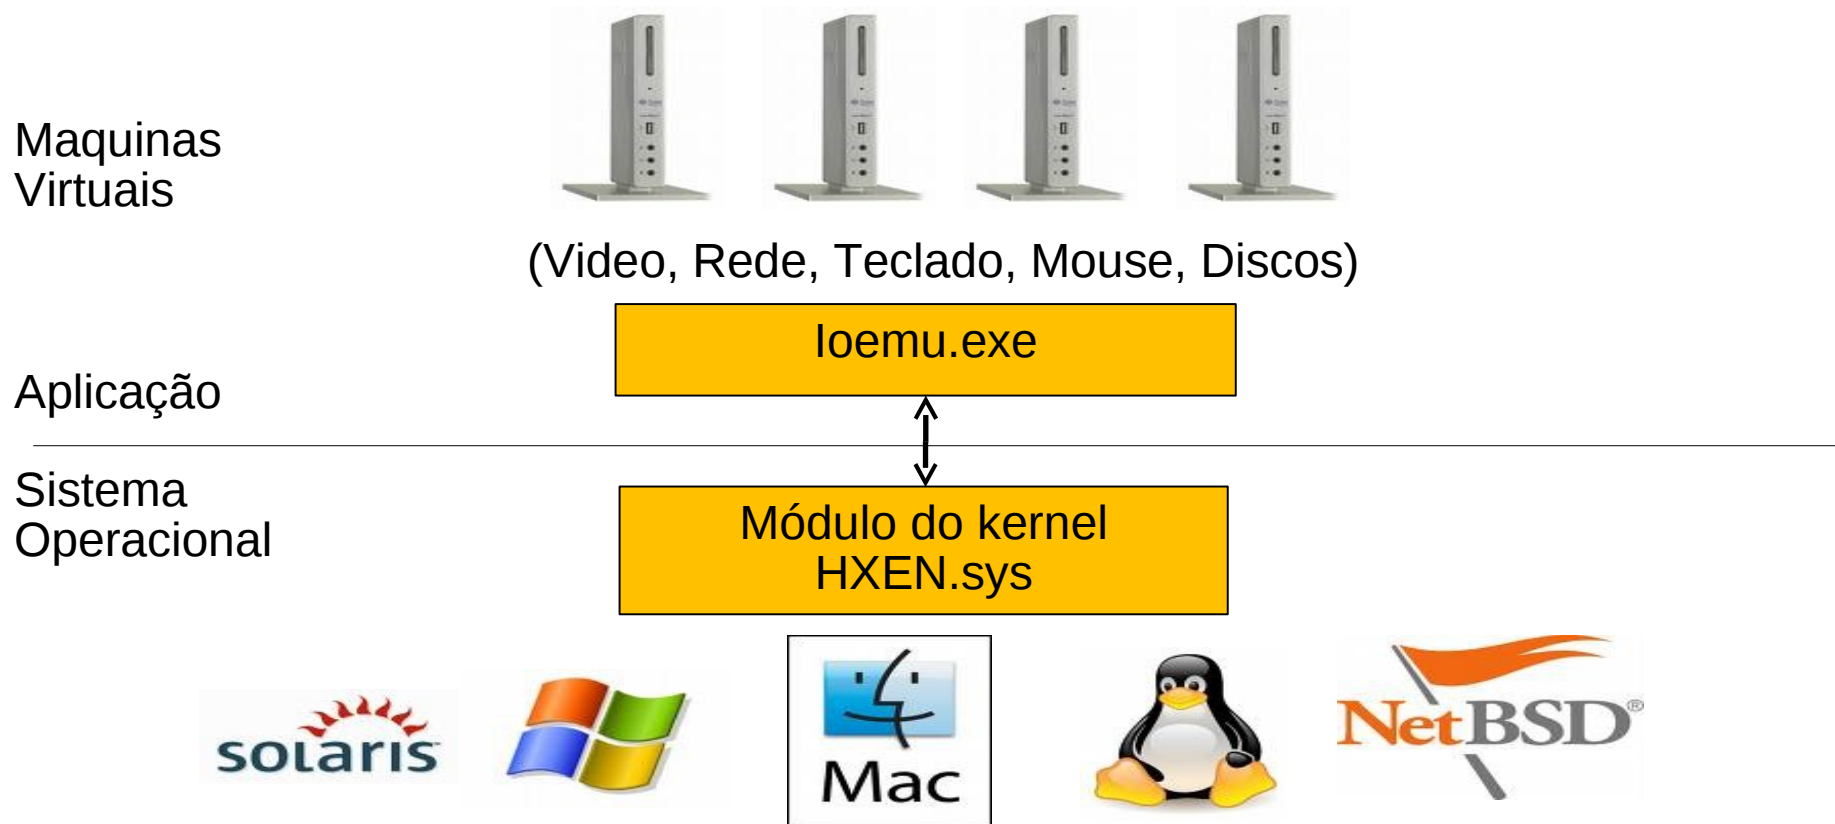 Maquinas
Virtuais
(Video, Rede, Teclado, Mouse, Discos)
Ioemu.exe
Aplicação
Sistema
Operacional
Módulo do kernel
HXEN.sys
solaris
Mac
NetBSD®